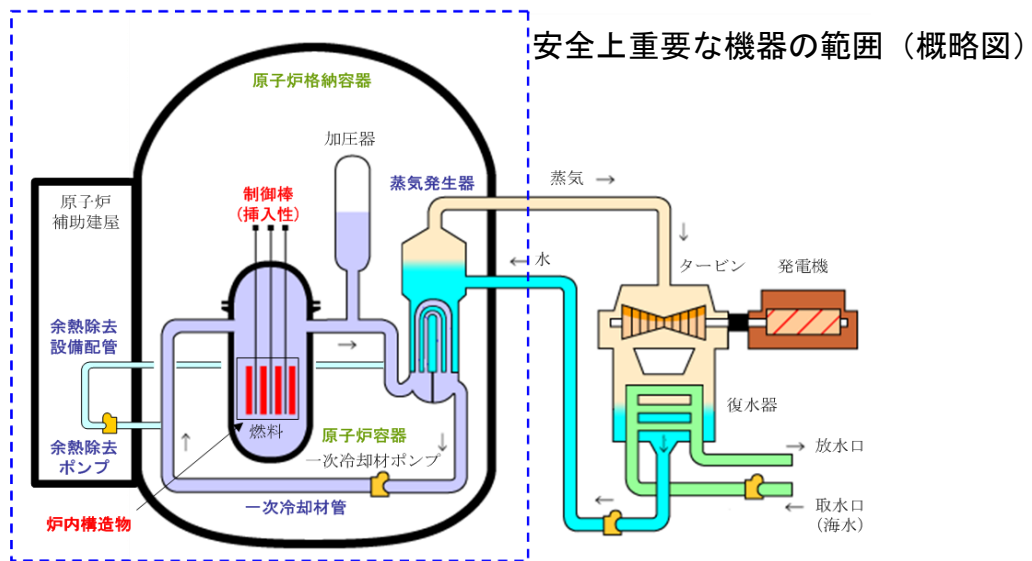 安全上重要な機器の範囲（概略図）
原子炉格納容器
加圧器
蒸気発生器
蒸気 →
制御棒
（挿入性）
原子炉
補助建屋
↓
← 水
タービン
発電機
余熱除去
設備配管
→
復水器
燃料
原子炉容器
一次冷却材ポンプ
↑
↓
↓
→ 放水口
余熱除去
ポンプ
一次冷却材管
←
← 取水口
（海水）
炉内構造物